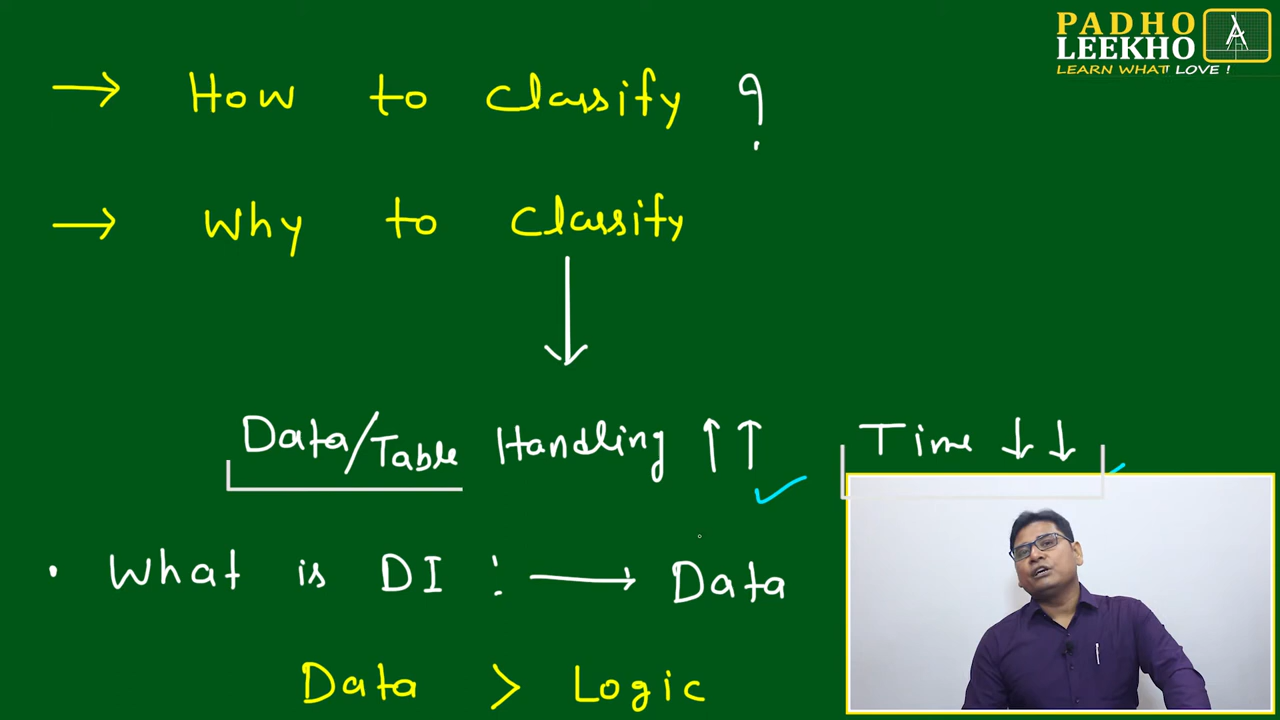 PADHO
LEEKHO
LEARN WHAT LOVE !
→ How to Classify ?
→ Why to Classify
Data/Table Handling ↑↑ Time ↓↓
• What is DI : → Data
Data > Logic